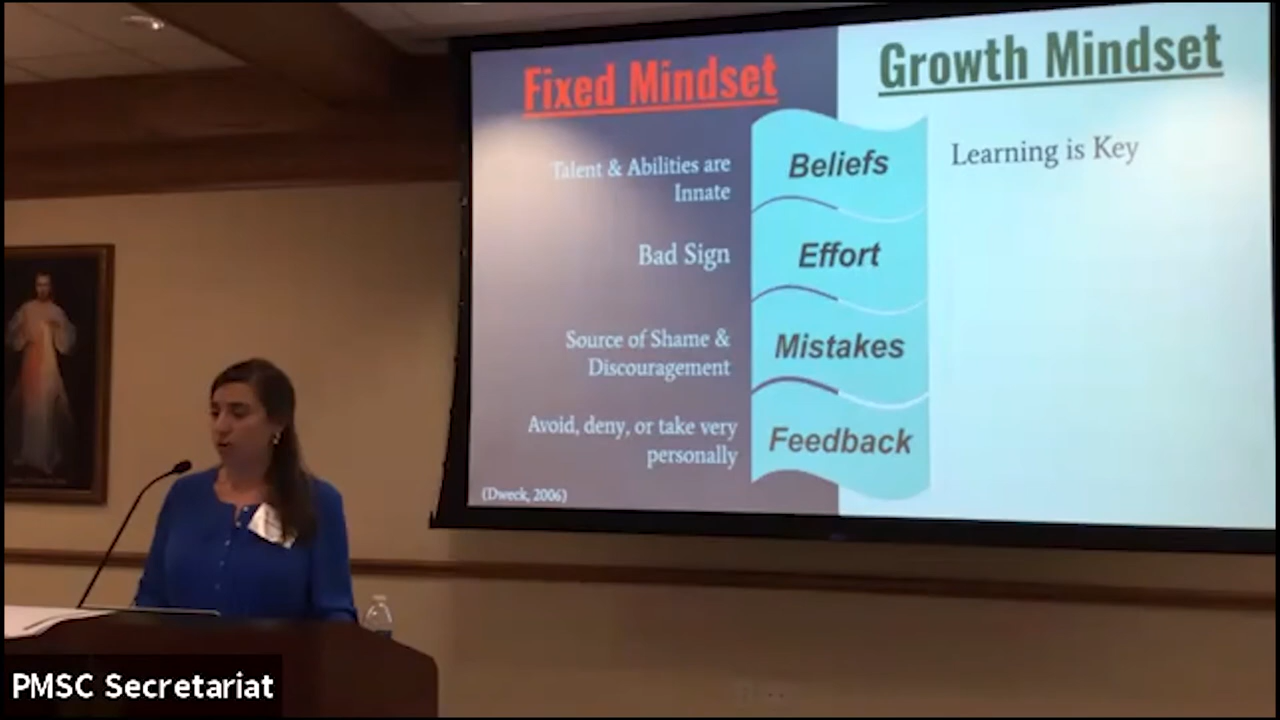 Fixed Mindset
Growth Mindset
Talent & Abilities are
Innate
Beliefs
Learning is Key
Bad Sign
Effort
Source of Shame &
Discouragement
Mistakes
Avoid, deny, or take very
personally
Feedback
(Dweck, 2006)
PMSC Secretariat